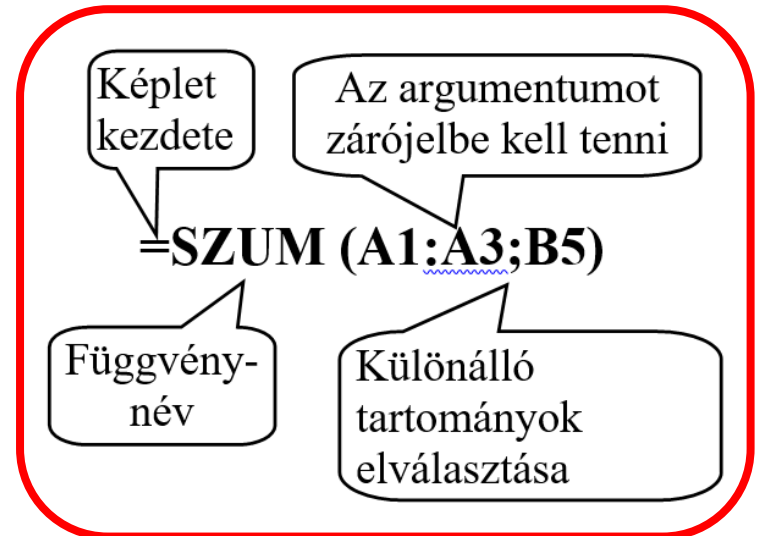 Képlet
kezdete
Az argumentumot
zárójelbe kell tenni
=SZUM (A1:A3;B5)
Függvény-
név
Különálló
tartományok
elválasztása